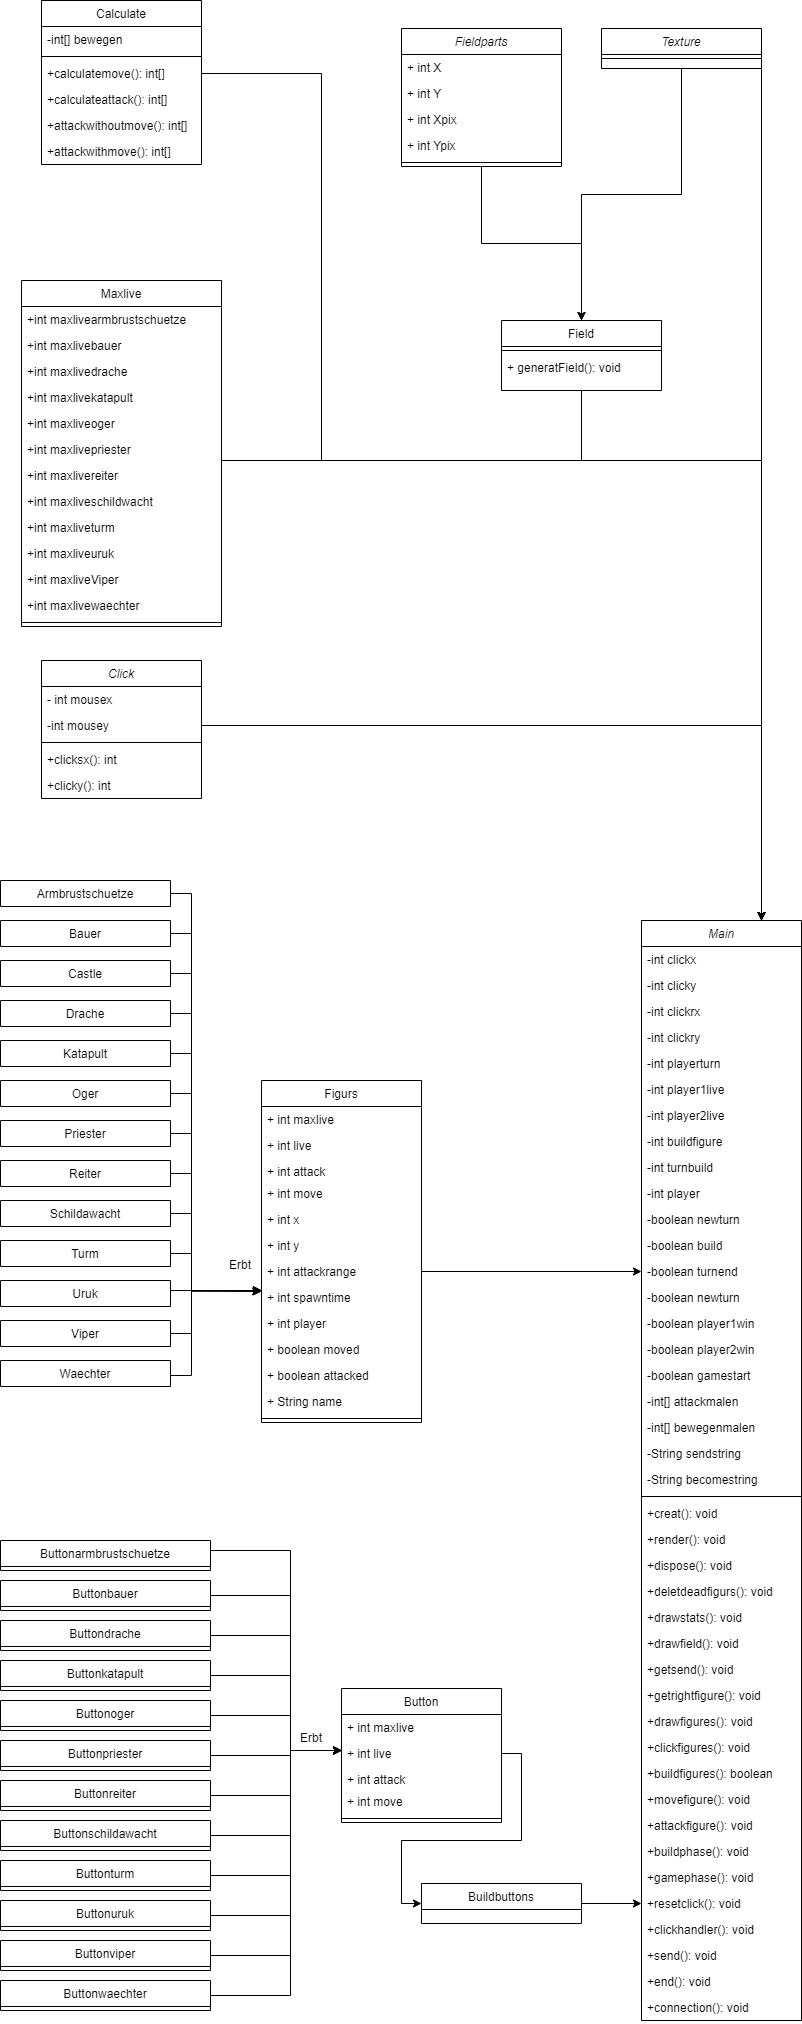 Calculate
-int[] bewegen
+calculatemove(): int[]
+calculateattack(): int[]
+attackwithoutmove(): int[]
+attackwithmove(): int[]
Fieldparts
+ int X
+ int Y
+ int Xpix
+ int Ypix
Texture
Maxlive
+int maxlivearmbrustschuetze
+int maxlivebauer
+int maxlivedrache
+int maxlivekatapult
+int maxliveoger
+int maxlivepriester
+int maxlivereiter
+int maxliveschildwacht
+int maxliveturm
+int maxliveuruk
+int maxliveViper
+int maxlivewaechter
Field
+ generatField(): void
Click
- int mousex
-int mousey
+clicksx(): int
+clicky(): int
Armbrustschuetze
Bauer
Castle
Drache
Katapult
Oger
Priester
Reiter
Schildawacht
Turm
Uruk
Viper
Waechter
Erbt
Figurs
+ int maxlive
+ int live
+ int attack
+ int move
+ int x
+ int y
+ int attackrange
+ int spawntime
+ int player
+ boolean moved
+ boolean attacked
+ String name
Main
-int clickx
-int clicky
-int clickrx
-int clickry
-int playerturn
-int player1live
-int player2live
-int buildfigure
-int turnbuild
-int player
-boolean newturn
-boolean build
-boolean turnend
-boolean newturn
-boolean player1win
-boolean player2win
-boolean gamestart
-int[] attackmalen
-int[] bewegenmalen
-String sendstring
-String becomestring
+creat(): void
+render(): void
+dispose(): void
+deletdeadfigurs(): void
+drawstats(): void
+drawfield(): void
+getsend(): void
+getrightfigure(): void
+drawfigures(): void
+clickfigures(): void
+buildfigures(): boolean
+movefigure(): void
+attackfigure(): void
+buildphase(): void
+gamephase(): void
+resetclick(): void
+clickhandler(): void
+send(): void
+end(): void
+connection(): void
Buttonarmbrustschuetze
Buttonbauer
Buttondrache
Buttonkatapult
Buttonoger
Buttonpriester
Buttonreiter
Buttonschildawacht
Buttonturm
Buttonuruk
Buttonviper
Buttonwaechter
Erbt
Button
+ int maxlive
+ int live
+ int attack
+ int move
Buildbuttons